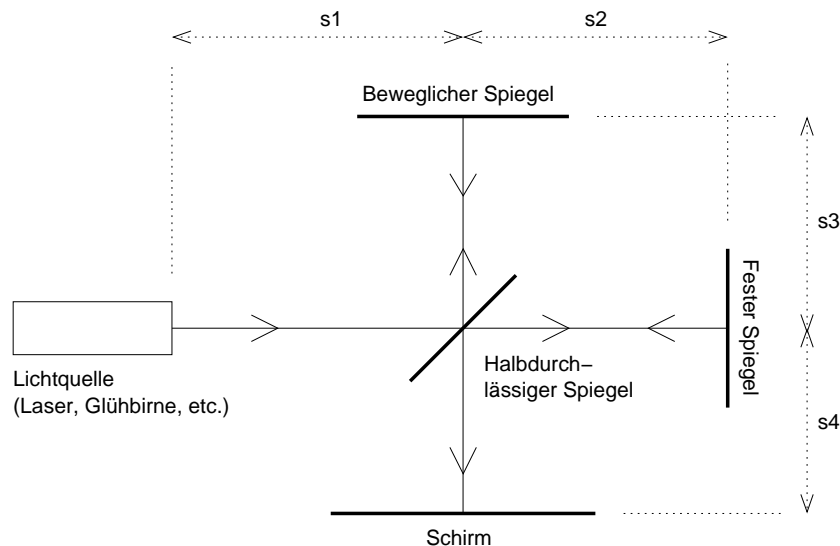 s1
s2
Beweglicher Spiegel
s3
Fester Spiegel
Halbdurch−
lässiger Spiegel
Lichtquelle
(Laser, Glühbirne, etc.)
s4
Schirm